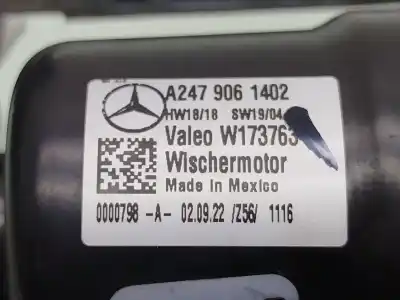 A247 906 1402
HW18/18 SW19/04
Valeo W173763
Wischermotor
Made in Mexico
0000798 -A- 02.09.22 /Z56/ 1116